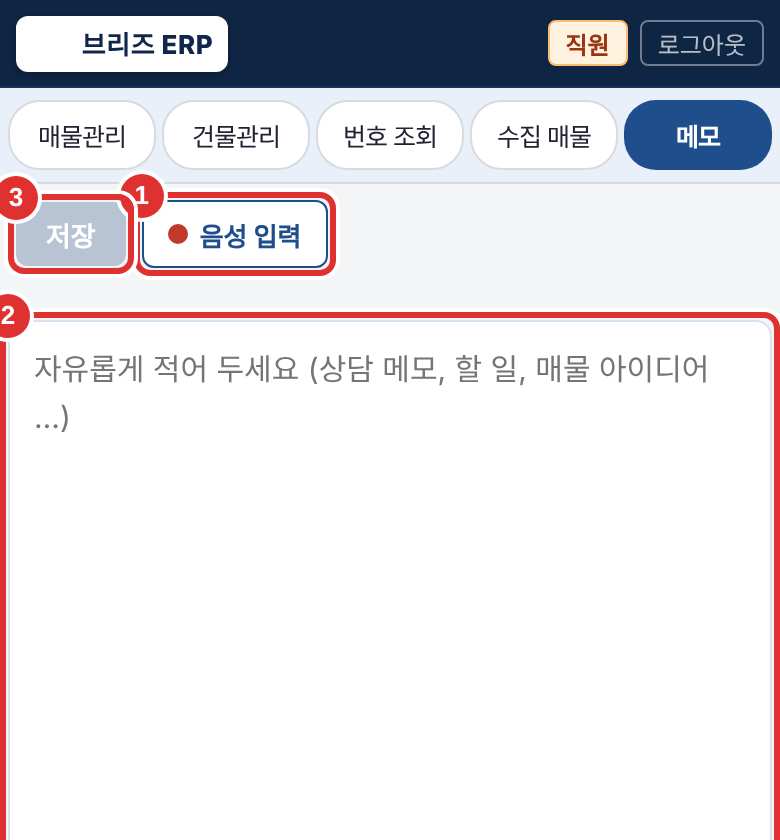 브리즈 ERP
직원
로그아웃
매물관리
건물관리
번호 조회
수집 매물
메모
3
저장
1
음성 입력
2
자유롭게 적어 두세요 (상담 메모, 할 일, 매물 아이디어
...)